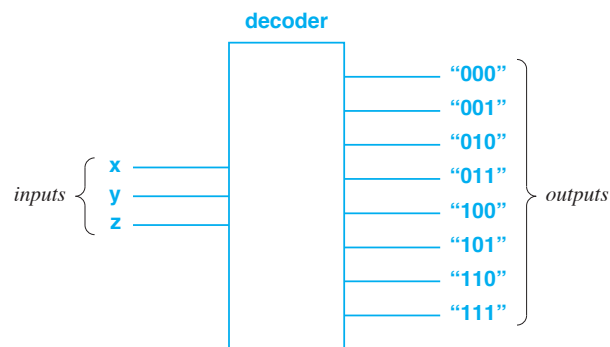 decoder
“000”
“001”
“010”
x
“011”
inputs
y
outputs
z
“100”
“101”
“110”
“111”